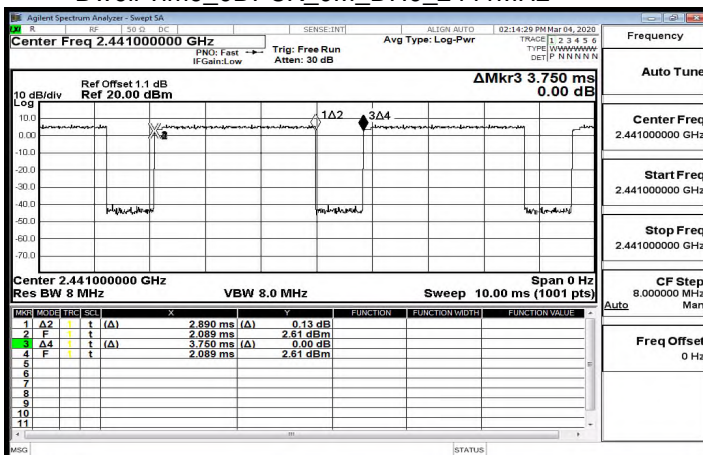 Agilent Spectrum Analyzer - Swept SA
R RF 50 Ω DC SENSE:INT ALIGN AUTO 02:14:29 PM Mar 04, 2020
Center Freq 2.441000000 GHz
Avg Type: Log-Pwr
TRACE 1 2 3 4 5 6
PNO: Fast
Trig: Free Run
TYPE WWWWWW
IFGain:Low
Atten: 30 dB
DET P N N N N N
ΔMkr3 3.750 ms
Ref Offset 1.1 dB
0.00 dB
10 dB/div
Ref 20.00 dBm
Log
10.0
0.00
-10.0
-20.0
-30.0
-40.0
-50.0
-60.0
-70.0
1Δ2
3Δ4
Center 2.441000000 GHz
Span 0 Hz
Res BW 8 MHz
VBW 8.0 MHz
Sweep 10.00 ms (1001 pts)
MKR MODE TRC SCL X Y FUNCTION FUNCTION WIDTH FUNCTION VALUE
1 Δ2 1 t (Δ) 2.890 ms (Δ) 0.13 dB
2 F 1 t 2.089 ms 2.61 dBm
3 Δ4 1 t (Δ) 3.750 ms (Δ) 0.00 dB
4 F 1 t 2.089 ms 2.61 dBm
5
6
7
8
9
10
11
MSG
STATUS
Frequency
Auto Tune
Center Freq
2.441000000 GHz
Start Freq
2.441000000 GHz
Stop Freq
2.441000000 GHz
CF Step
8.000000 MHz
Auto Man
Freq Offset
0 Hz